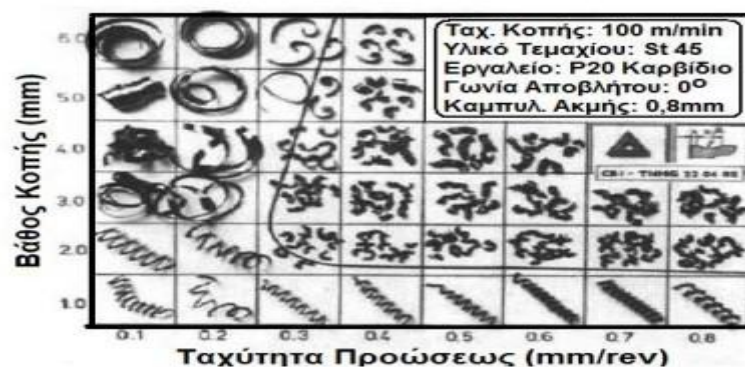 Ταχ. Κοπής: 100 m/min
Υλικό Τεμαχίου: St 45
Εργαλείο: P20 Καρβίδιο
Γωνία Αποβλήτου: 0°
Καμπυλ. Ακμής: 0,8mm
Βάθος Κοπής (mm)
6.0
5.0
4.0
3.0
2.0
1.0
0.1 0.2 0.3 0.4 0.5 0.6 0.7 0.8
Ταχύτητα Προώσεως (mm/rev)